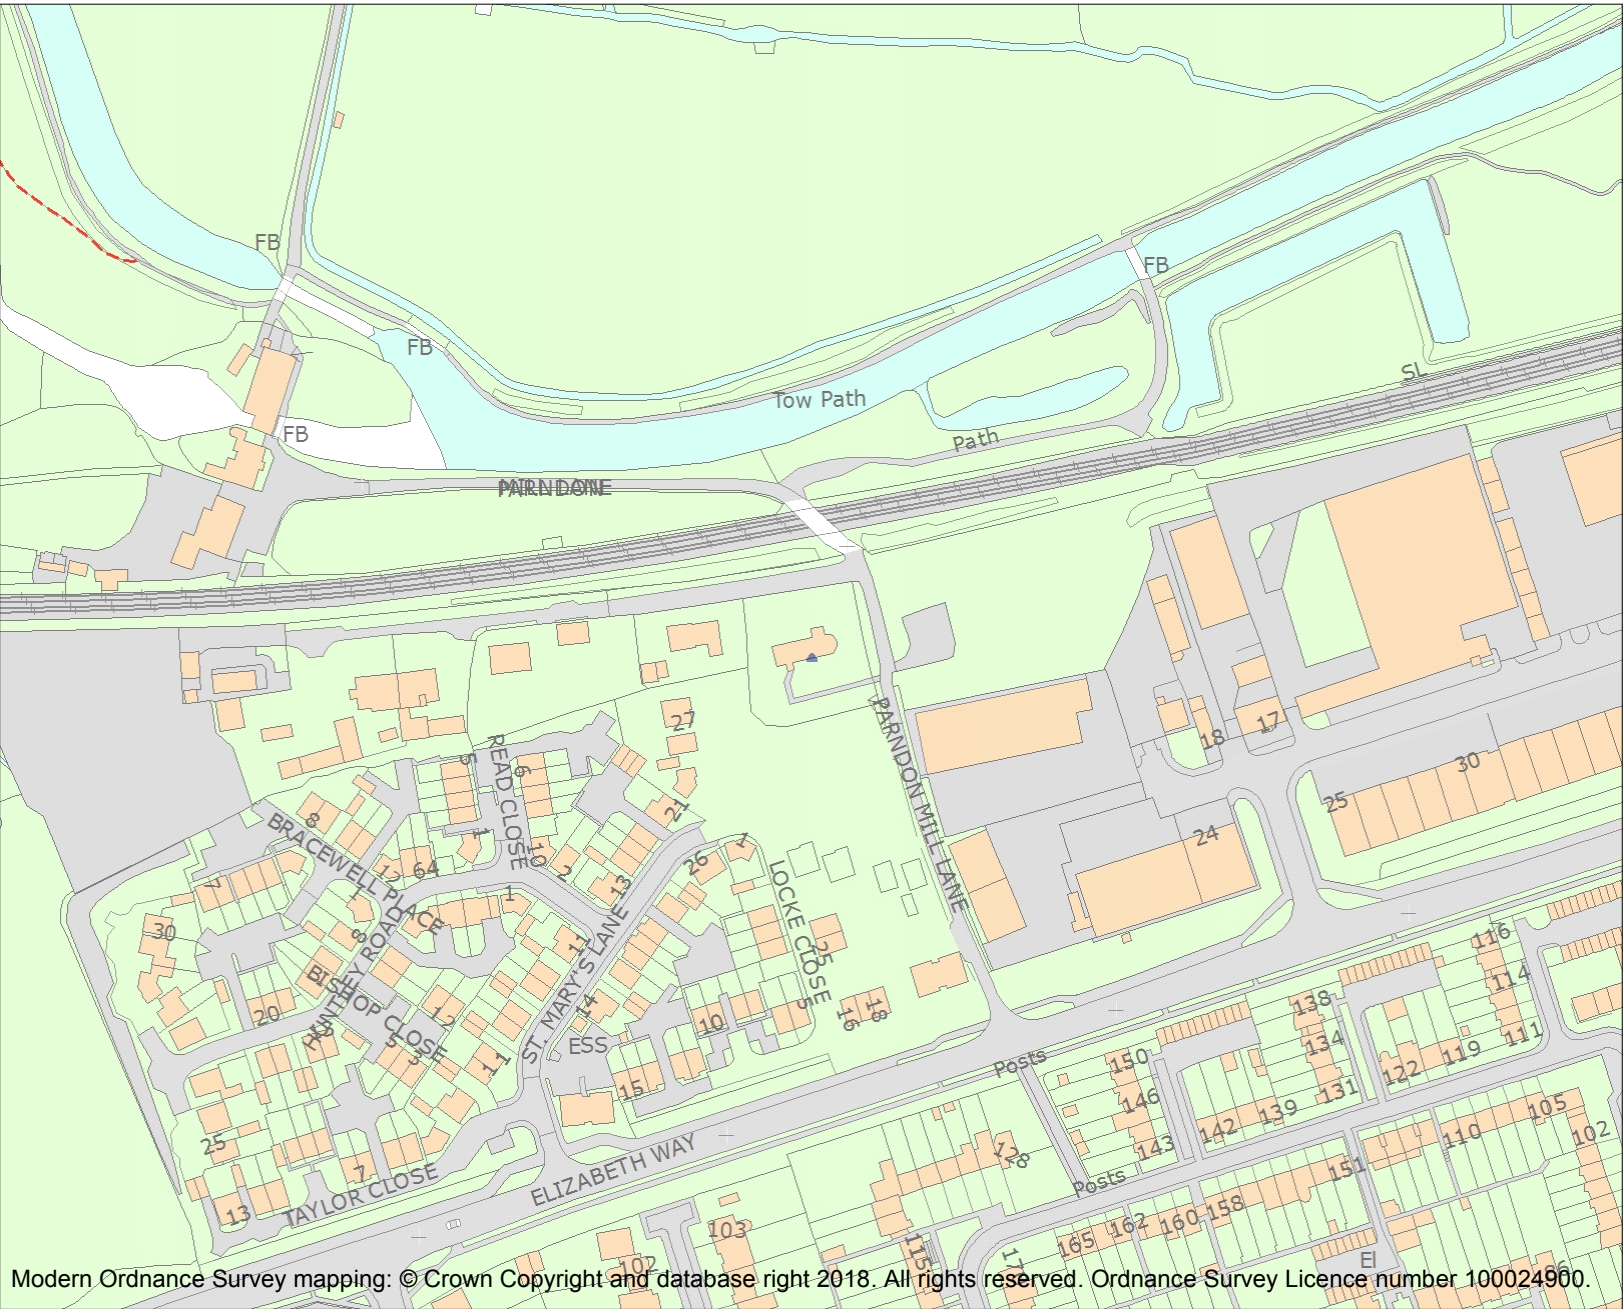 FB
FB
FB
FB
Tow Path
Path
SL
PARNDON
MILL LANE
PARNDON MILL LANE
27
17
18
30
25
24
5
READ CLOSE
6
1
10
2
21
8
BRACEWELL PLACE
64
12
1
7
1
13
26
1
LOCKE CLOSE
25
5
16
18
30
8
HUNTLEY ROAD
BISHOP CLOSE
20
12
5
3
11
ST. MARY'S LANE
11
14
ESS
10
15
25
7
13
TAYLOR CLOSE
ELIZABETH WAY
Posts
Posts
116
114
111
138
134
131
119
122
150
146
143
142
139
128
105
102
110
151
158
160
162
165
115
103
102
El
Modern Ordnance Survey mapping: © Crown Copyright and database right 2018. All rights reserved. Ordnance Survey Licence number 100024900.